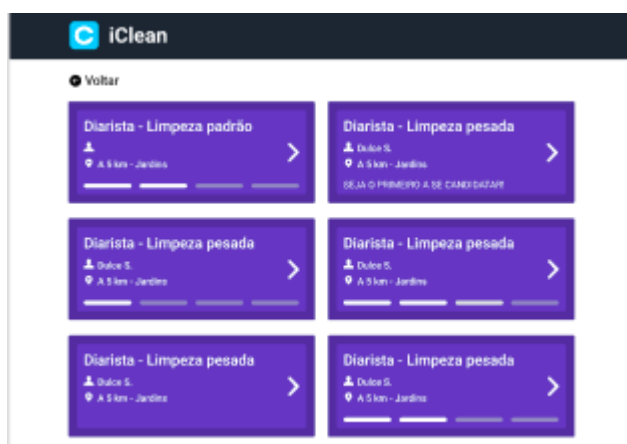 iClean
Voltar
Diarista - Limpeza padrão
A 5 km - Jardins
Diarista - Limpeza pesada
Dulce S.
A 5 km - Jardins
SEJA O PRIMEIRO A SE CANDIDATAR!
Diarista - Limpeza pesada
Dulce S.
A 5 km - Jardins
Diarista - Limpeza pesada
Dulce S.
A 5 km - Jardins
Diarista - Limpeza pesada
Dulce S.
A 5 km - Jardins
Diarista - Limpeza pesada
Dulce S.
A 5 km - Jardins